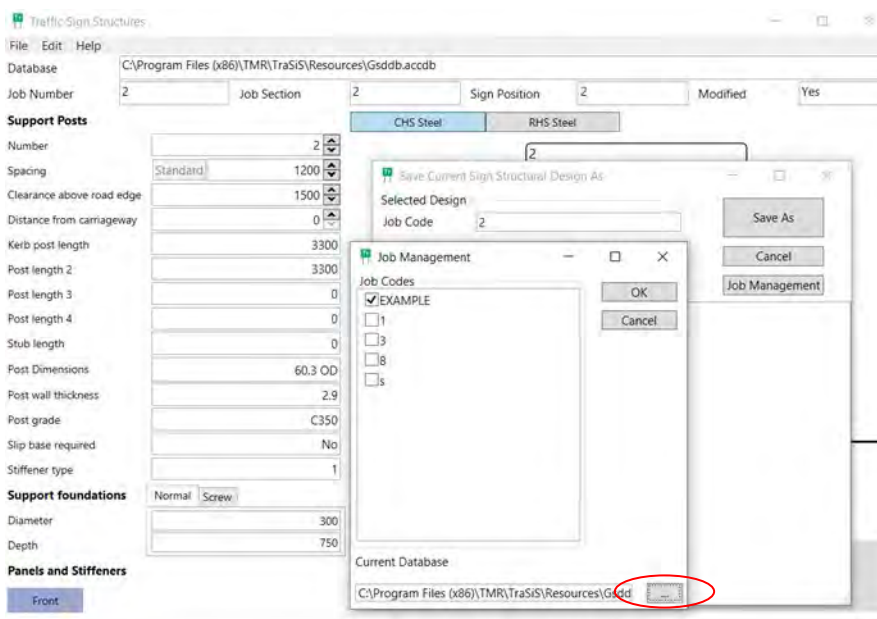 Traffic Sign Structures
File Edit Help
Database C:\Program Files (x86)\TMR\TraSiS\Resources\Gsddb.accdb
Job Number 2 Job Section 2 Sign Position 2 Modified Yes
Support Posts CHS Steel RHS Steel
Number 2
2
Spacing Standard 1200
Clearance above road edge 1500
Distance from carriageway 0
Kerb post length 3300
Post length 2 3300
Post length 3 0
Post length 4 0
Stub length 0
Post Dimensions 60.3 OD
Post wall thickness 2.9
Post grade C350
Slip base required No
Stiffener type 1
Support foundations Normal Screw
Diameter 300
Depth 750
Panels and Stiffeners
Front
Save Current Sign Structural Design As
Selected Design
Job Code 2
Save As
Cancel
Job Management
Job Management
Job Codes
EXAMPLE
1
3
8
s
OK
Cancel
Current Database
C:\Program Files (x86)\TMR\TraSiS\Resources\Gsdd ...